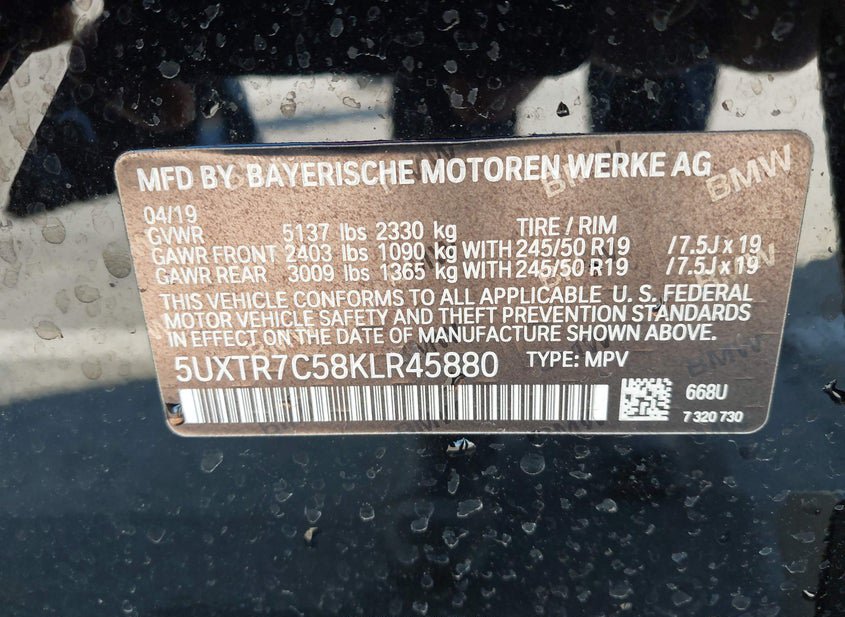 MFD BY BAYERISCHE MOTOREN WERKE AG
04/19
GVWR 5137 lbs 2330 kg TIRE / RIM
GAWR FRONT 2403 lbs 1090 kg WITH 245/50 R19 / 7.5J x 19
GAWR REAR 3009 lbs 1365 kg WITH 245/50 R19 / 7.5J x 19
THIS VEHICLE CONFORMS TO ALL APPLICABLE U. S. FEDERAL
MOTOR VEHICLE SAFETY AND THEFT PREVENTION STANDARDS
IN EFFECT ON THE DATE OF MANUFACTURE SHOWN ABOVE.
5UXTR7C58KLR45880 TYPE: MPV
668U
7 320 730
BMW
BMW
BMW